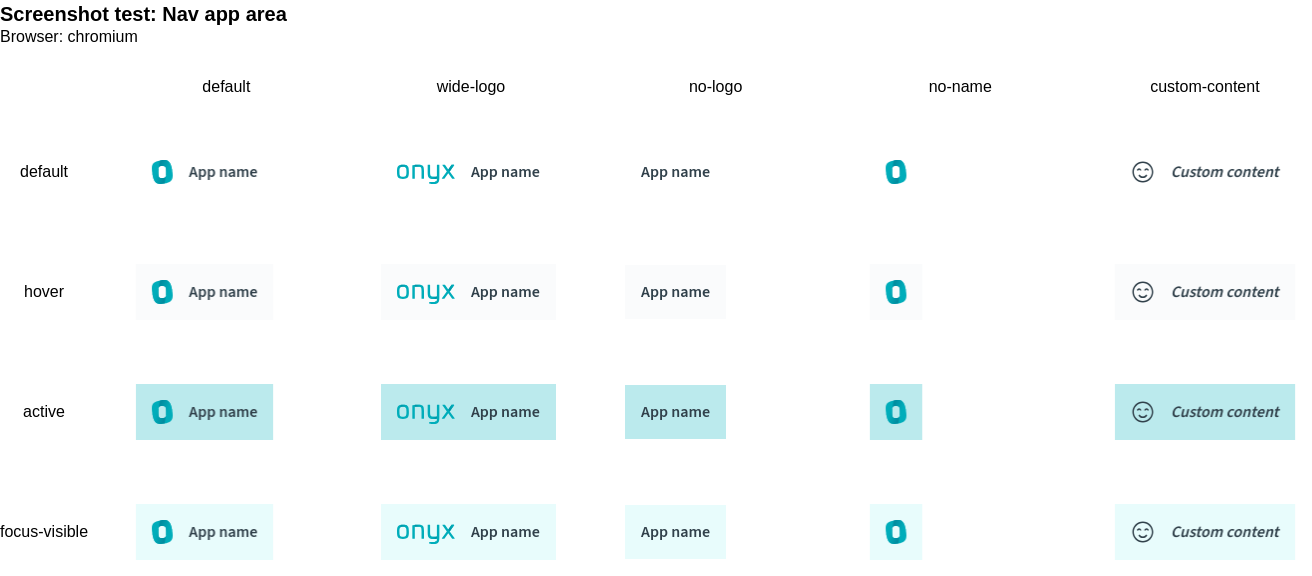 Screenshot test: Nav app area
Browser: chromium
default wide-logo no-logo no-name custom-content
default App name onyx App name App name Custom content
hover App name onyx App name App name Custom content
active App name onyx App name App name Custom content
focus-visible App name onyx App name App name Custom content